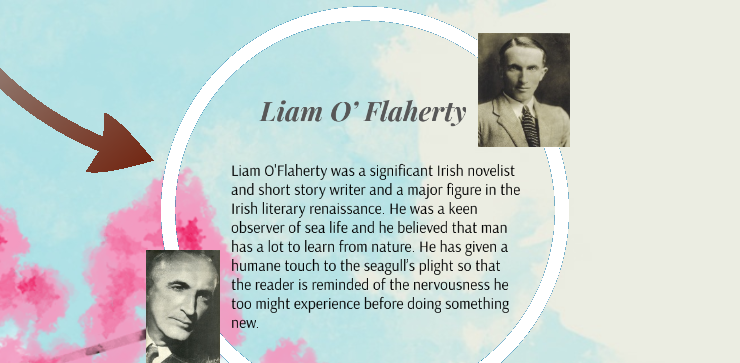 Liam O’ Flaherty
Liam O'Flaherty was a significant Irish novelist
and short story writer and a major figure in the
Irish literary renaissance. He was a keen
observer of sea life and he believed that man
has a lot to learn from nature. He has given a
humane touch to the seagull's plight so that
the reader is reminded of the nervousness he
too might experience before doing something
new.